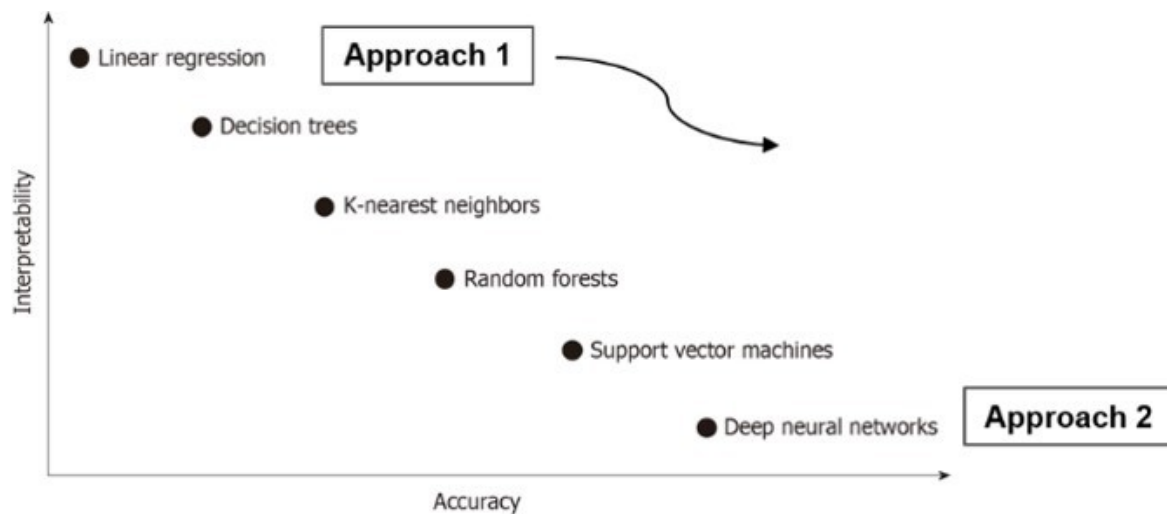 Linear regression
Approach 1
Decision trees
K-nearest neighbors
Random forests
Support vector machines
Deep neural networks
Approach 2
Interpretability
Accuracy